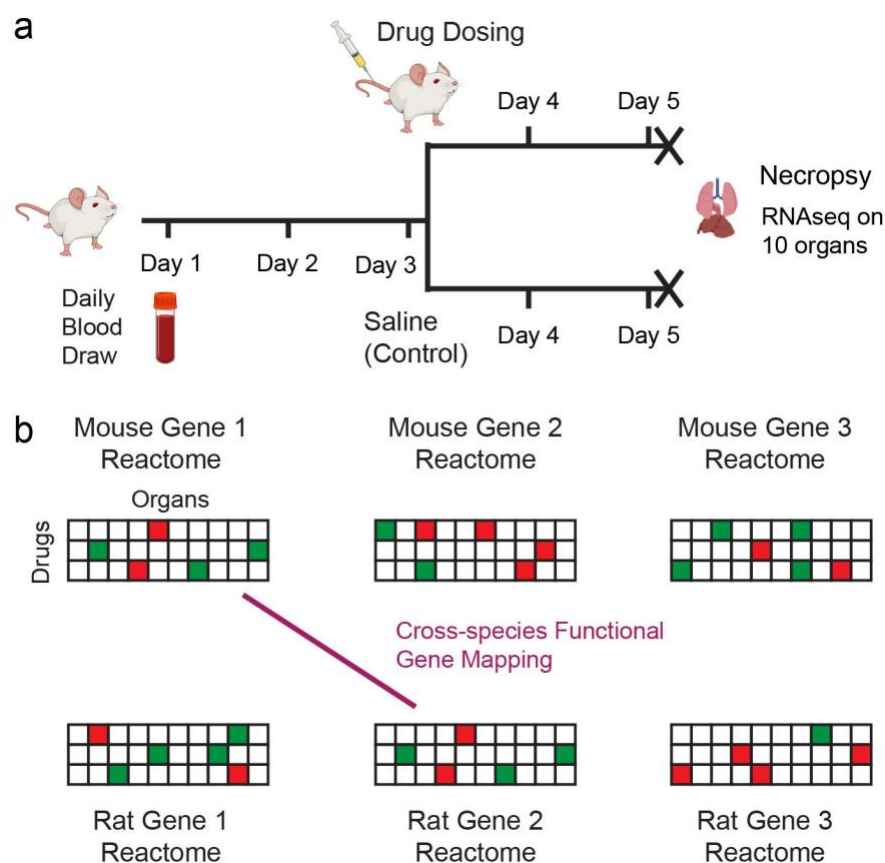 a
Drug Dosing
Day 4
Day 5
Day 1
Day 2
Day 3
Daily
Blood
Draw
Saline
(Control)
Day 4
Day 5
Necropsy
RNAseq on
10 organs
b
Mouse Gene 1
Reactome
Mouse Gene 2
Reactome
Mouse Gene 3
Reactome
Organs
Drugs
Cross-species Functional
Gene Mapping
Rat Gene 1
Reactome
Rat Gene 2
Reactome
Rat Gene 3
Reactome